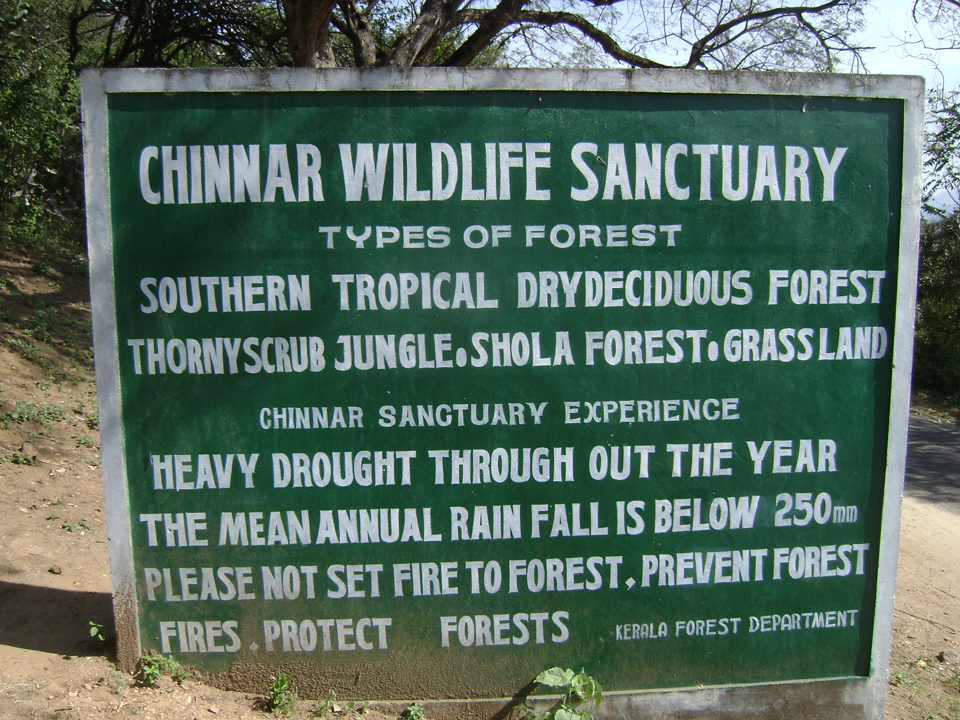 CHINNAR WILDLIFE SANCTUARY
TYPES OF FOREST
SOUTHERN TROPICAL DRYDECIDUOUS FOREST
THORNYSCRUB JUNGLE.SHOLA FOREST.GRASS LAND
CHINNAR SANCTUARY EXPERIENCE
HEAVY DROUGHT THROUGH OUT THE YEAR
THE MEAN ANNUAL RAIN FALL IS BELOW 250mm
PLEASE NOT SET FIRE TO FOREST, PREVENT FOREST
FIRES. PROTECT FORESTS KERALA FOREST DEPARTMENT